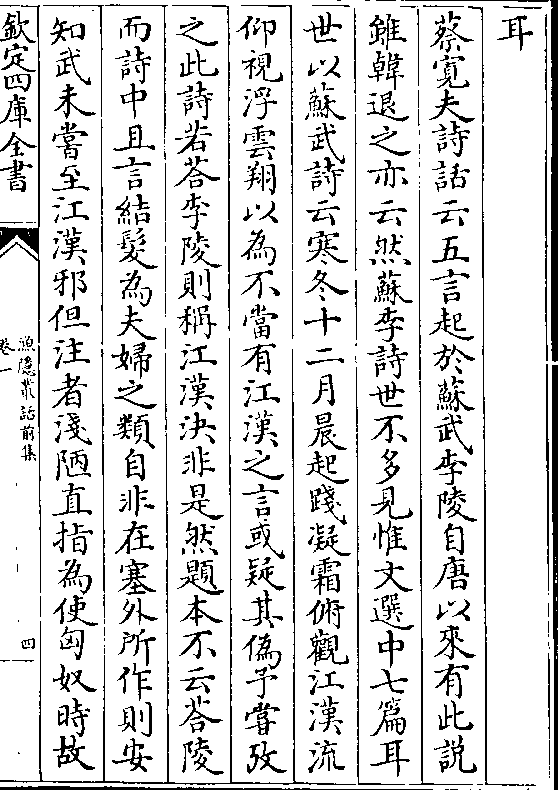 耳
蔡寛夫詩話云五言起於蘇武李陵自唐以來有此説
雖韓退之亦云然蘇李詩世不多見惟文選中七篇耳
世以蘇武詩云寒冬十二月晨起踐凝霜俯觀江漢流
仰視浮雲翔以為不當有江漢之言或疑其偽予嘗攷
之此詩若荅李陵則稱江漢決非是然題本不云荅陵
而詩中且言結髮為夫婦之類自非在塞外所作則安
知武未嘗至江漢邪但注者淺陋直指為使匈奴時故
欽定四庫全書
漁隱叢話前集
卷一
四